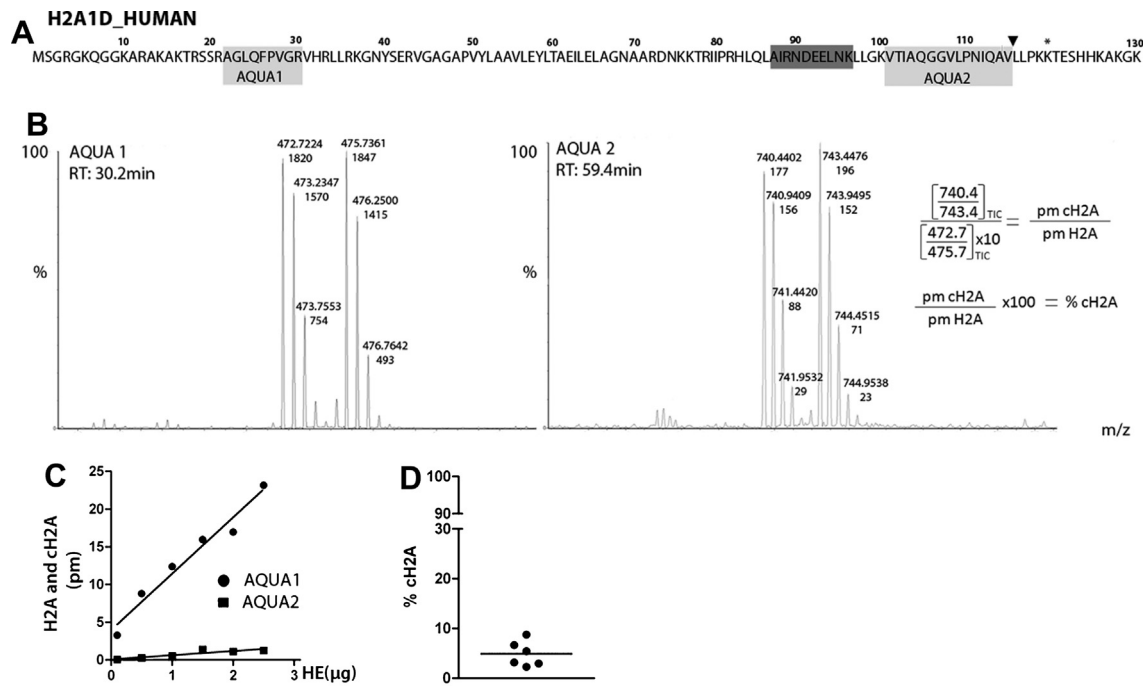 H2A1D_HUMAN
A
10 20 30 40 50 60 70 80 90 100 110 * 130
MSGRGKQGGKARAKAKTRSSRAGLQFPVGRVHRLLRKGNYSERVGAGAPVYLAAVLEYLTAEILELAGNAARDNKKTRIIPRHLQLAIRNDEELNKLLGKVTIAQGGVLPNIQAVLLPKKTESHHKAKGK
AQUA1 AQUA2
B
100
%
AQUA 1
RT: 30.2min
472.7224
1820
473.2347
1570
473.7553
754
475.7361
1847
476.2500
1415
476.7642
493
100
%
AQUA 2
RT: 59.4min
740.4402
177
740.9409
156
741.4420
88
741.9532
29
743.4476
196
743.9495
152
744.4515
71
744.9538
23
m/z
[740.4/743.4]TIC
[472.7/475.7]x10 TIC
= pm cH2A/pm H2A
pm cH2A/pm H2A x100 = % cH2A
C
H2A and cH2A
(pm)
25
20
15
10
5
0
0 1 2 3 HE(µg)
AQUA1
AQUA2
D
% cH2A
100
90
30
20
10
0